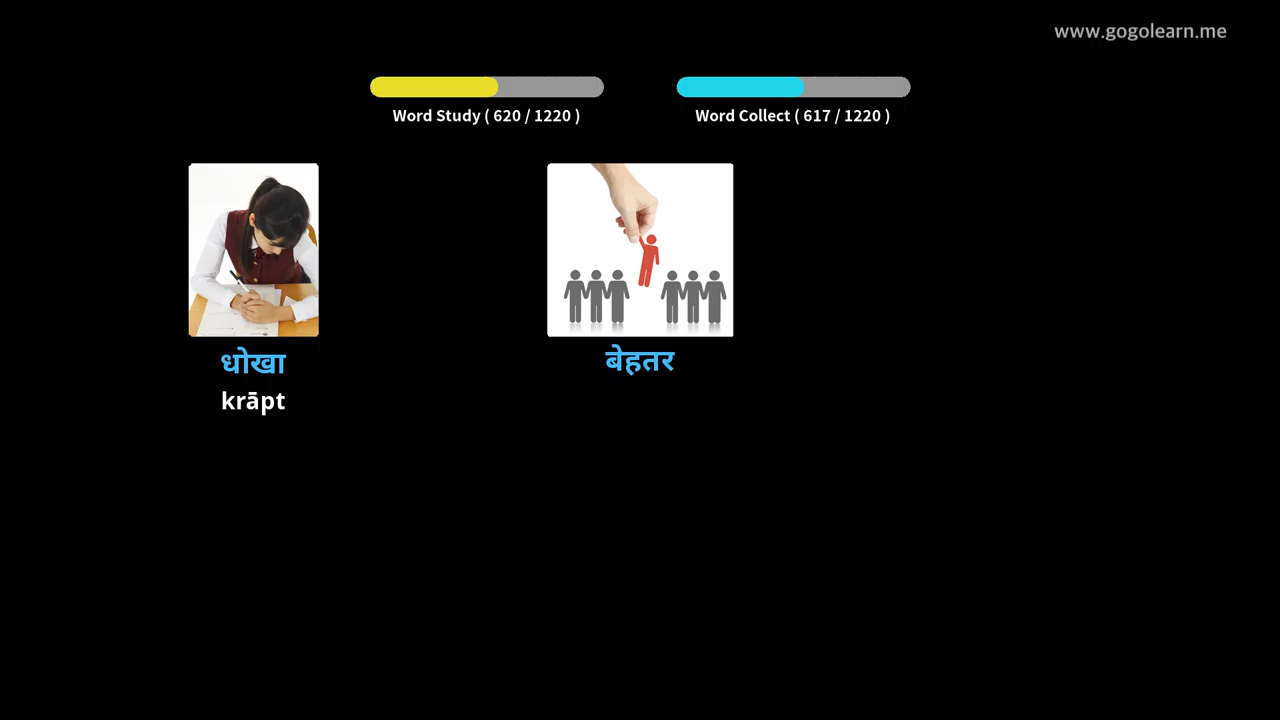 www.gogolearn.me
Word Study ( 620 / 1220 )
Word Collect ( 617 / 1220 )
धोखा
krāpt
बेहतर